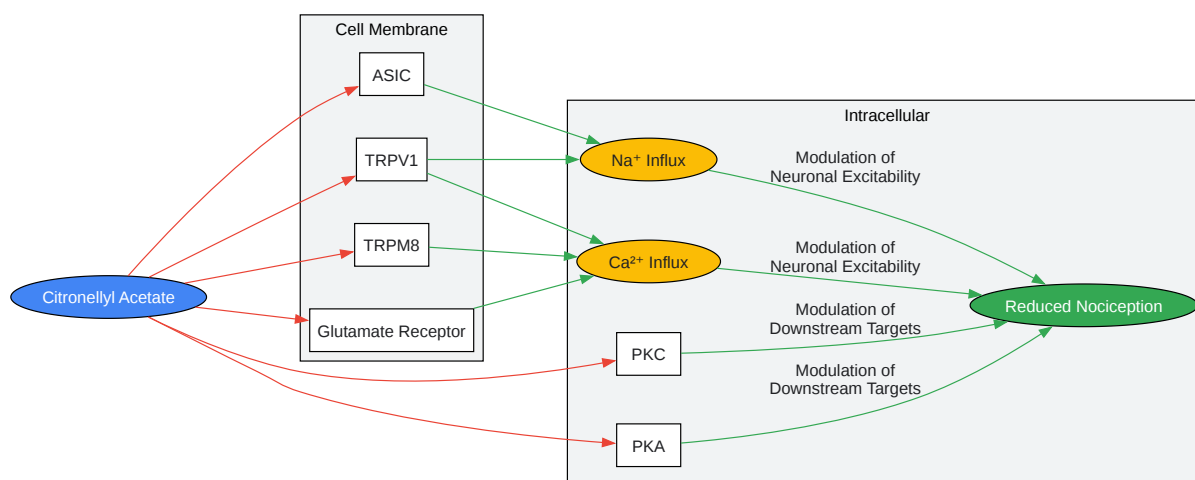 Cell Membrane
ASIC
TRPV1
TRPM8
Glutamate Receptor
Citronellyl Acetate
Intracellular
Na⁺ Influx
Ca²⁺ Influx
PKC
PKA
Modulation of
Neuronal Excitability
Modulation of
Neuronal Excitability
Modulation of
Downstream Targets
Modulation of
Downstream Targets
Reduced Nociception